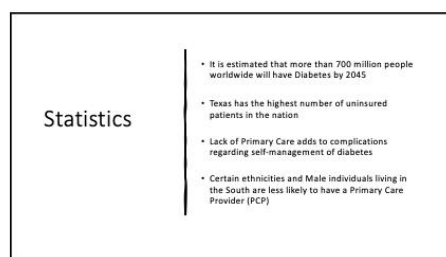 Statistics
• It is estimated that more than 700 million people
worldwide will have Diabetes by 2045
• Texas has the highest number of uninsured
patients in the nation
• Lack of Primary Care adds to complications
regarding self-management of diabetes
• Certain ethnicities and Male individuals living in
the South are less likely to have a Primary Care
Provider (PCP)